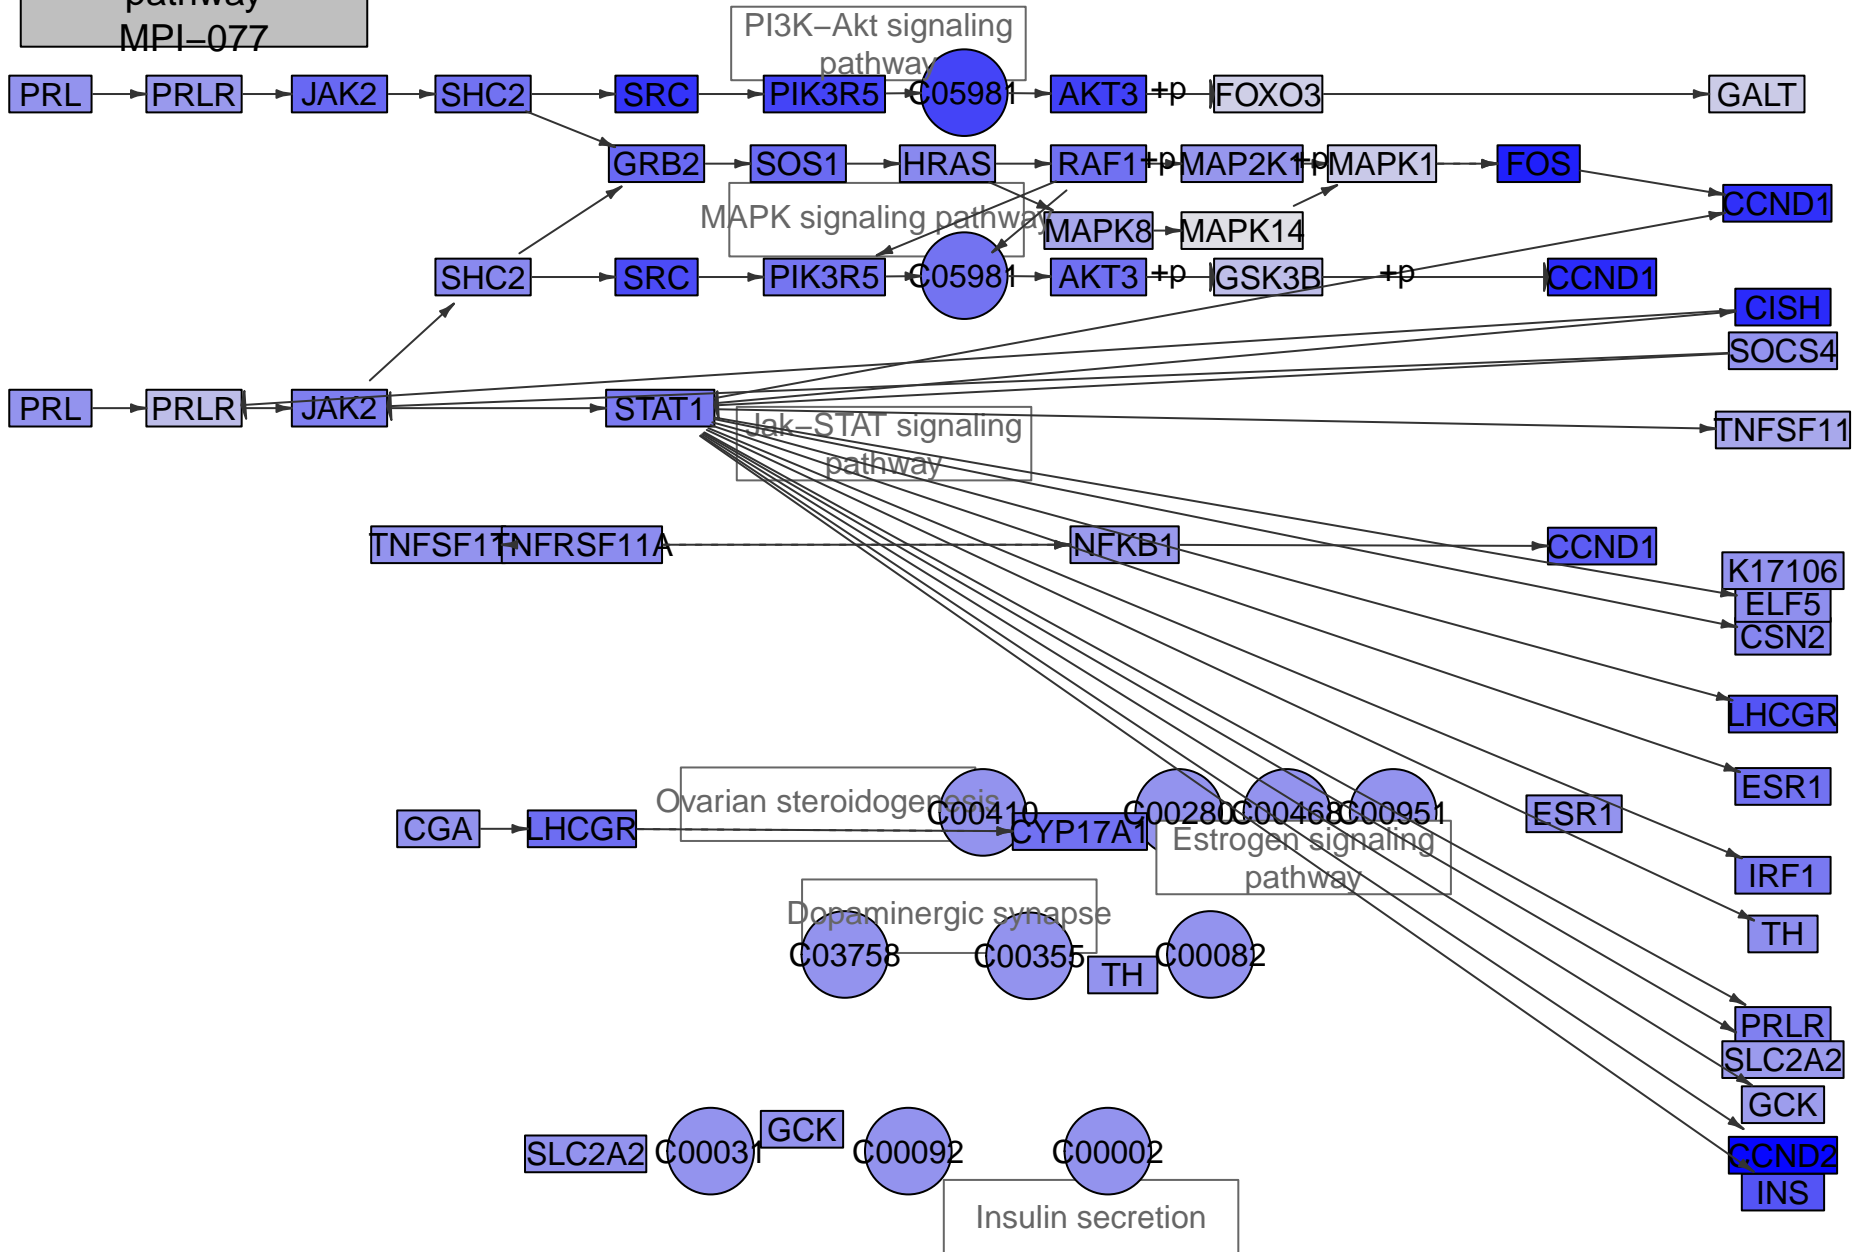 pathway
MPI–077
PI3K–Akt signaling
pathway
PRL
PRLR
JAK2
SHC2
SRC
PIK3R5
C05981
AKT3
+p
FOXO3
GALT
GRB2
SOS1
HRAS
RAF1
+p
MAP2K1
+p
MAPK1
FOS
CCND1
MAPK signaling pathway
MAPK8
MAPK14
SHC2
SRC
PIK3R5
C05981
AKT3
+p
GSK3B
+p
CCND1
CISH
SOCS4
PRL
PRLR
JAK2
STAT1
Jak–STAT signaling
pathway
TNFSF11
TNFSF11
TNFRSF11A
NFKB1
CCND1
K17106
ELF5
CSN2
LHCGR
ESR1
Ovarian steroidogenesis
C00410
C00280
C00468
C00951
ESR1
CGA
LHCGR
CYP17A1
Estrogen signaling
pathway
IRF1
Dopaminergic synapse
TH
C03758
C00355
TH
C00082
PRLR
SLC2A2
GCK
SLC2A2
C00031
GCK
C00092
C00002
CCND2
INS
Insulin secretion